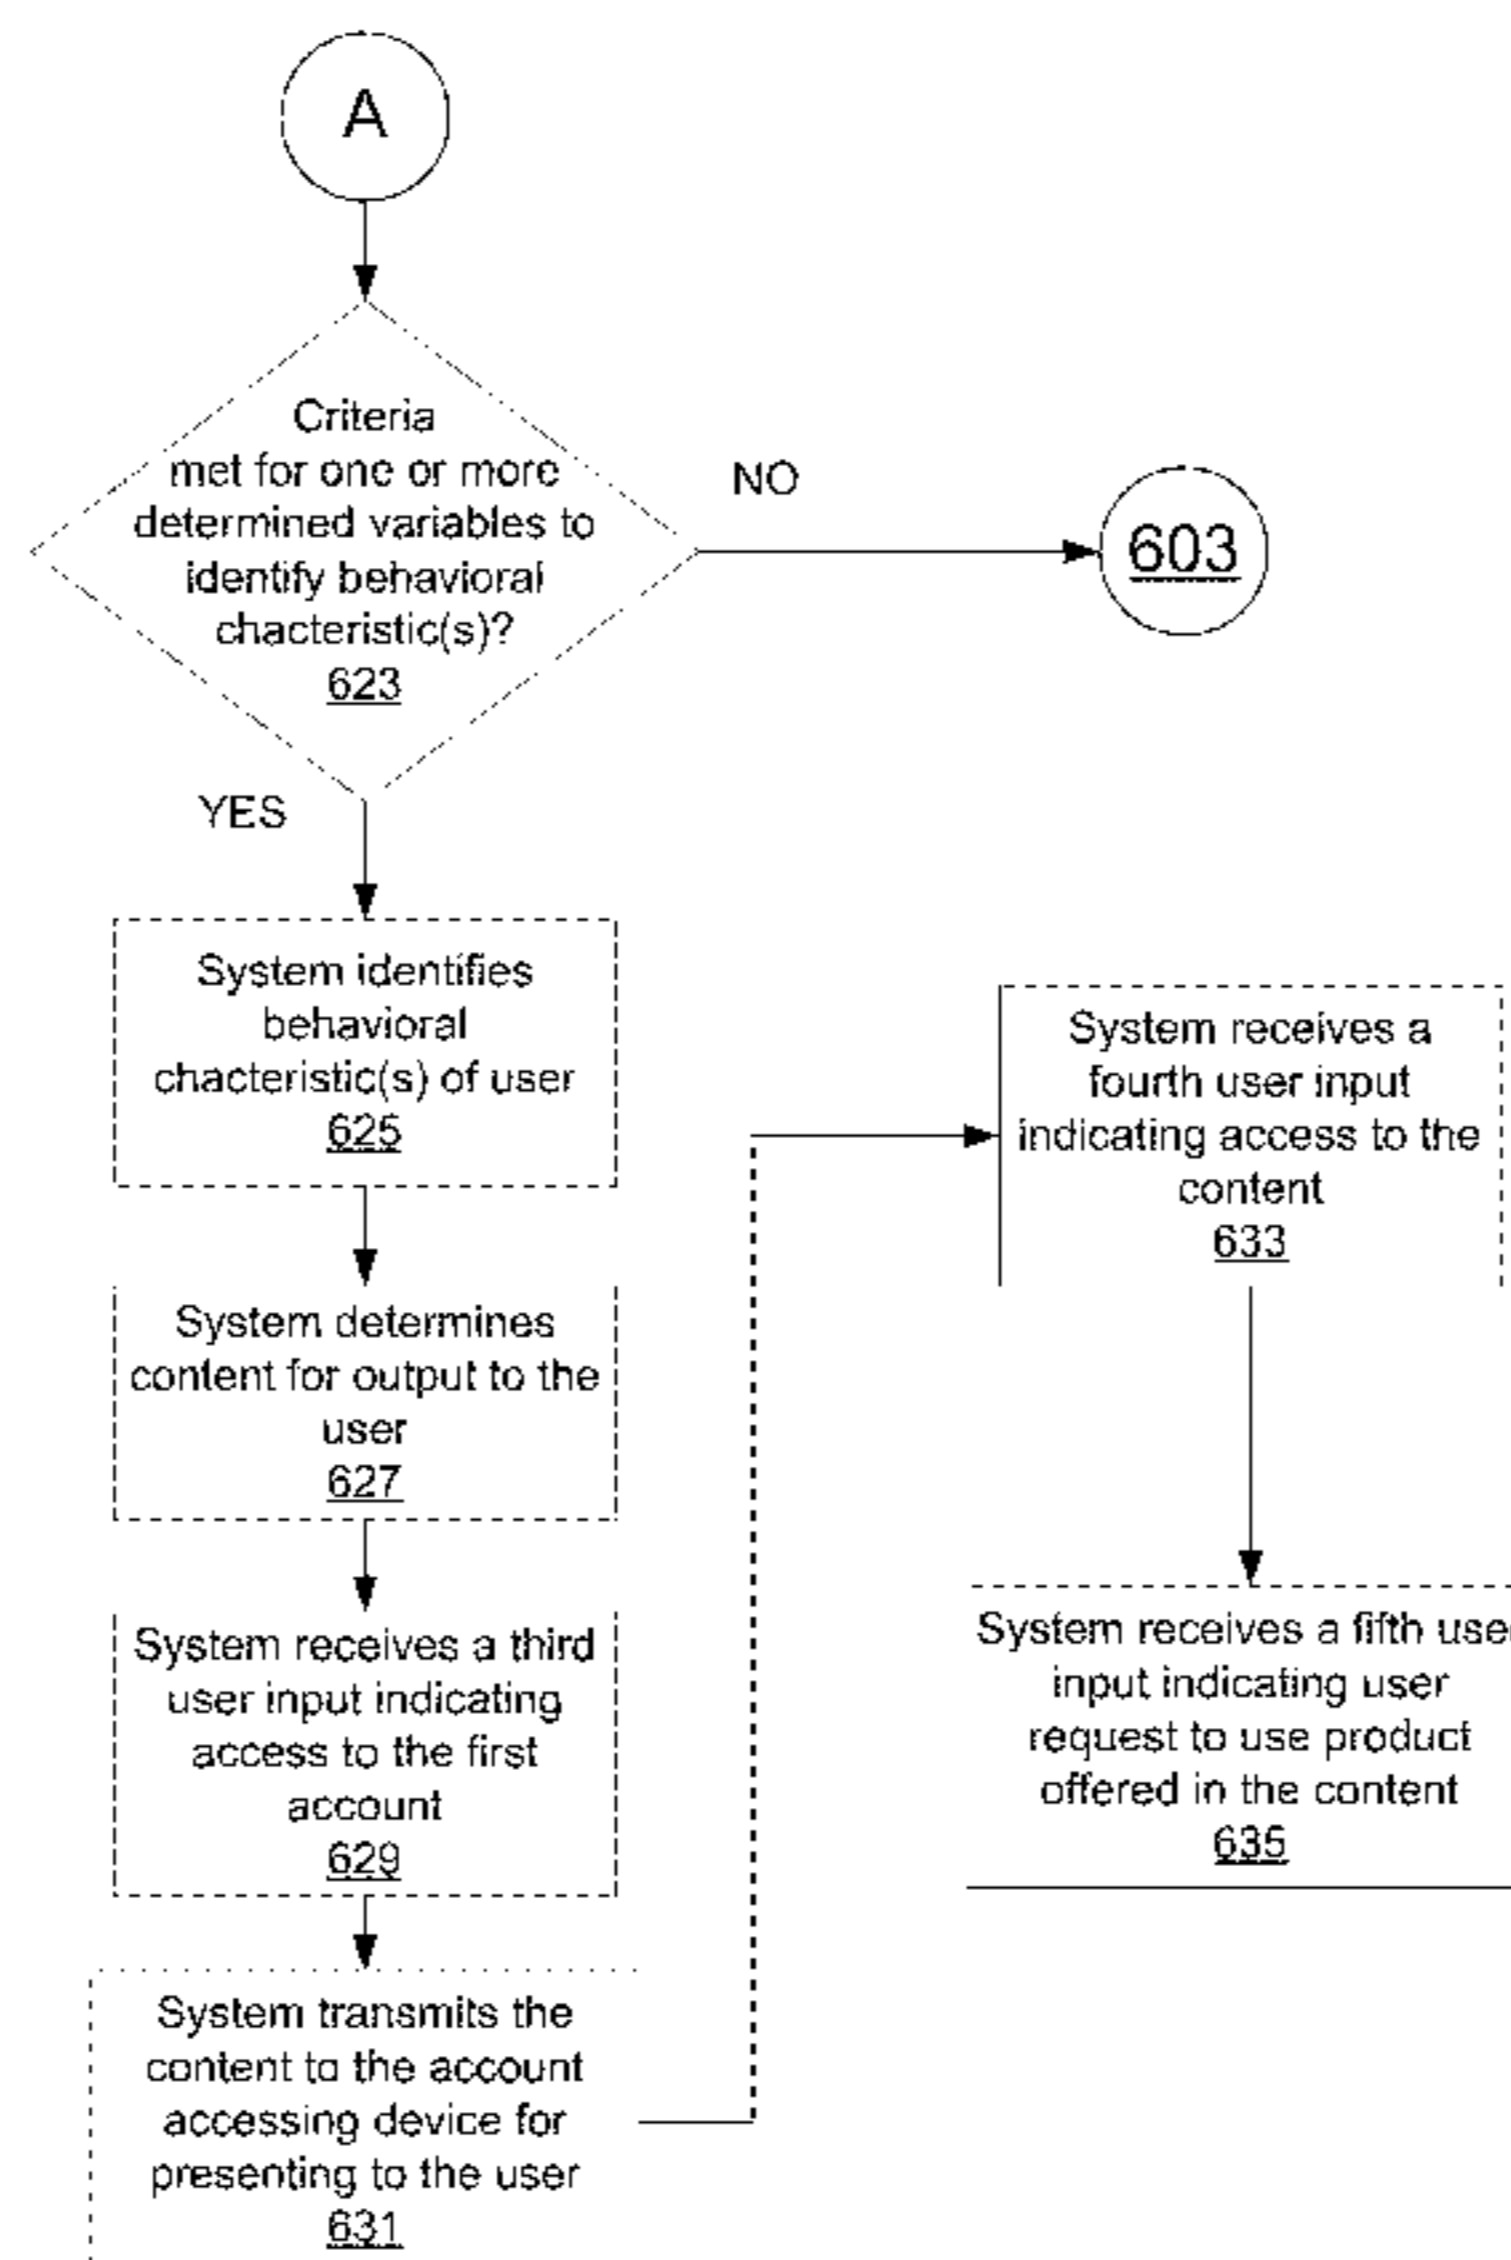 A
Criteria
met for one or more
determined variables to
identify behavioral
chacteristic(s)?
623
NO
603
YES
System identifies
behavioral
chacteristic(s) of user
625
System determines
content for output to the
user
627
System receives a third
user input indicating
access to the first
account
629
System transmits the
content to the account
accessing device for
presenting to the user
631
System receives a
fourth user input
indicating access to the
content
633
System receives a fifth user
input indicating user
request to use product
offered in the content
635